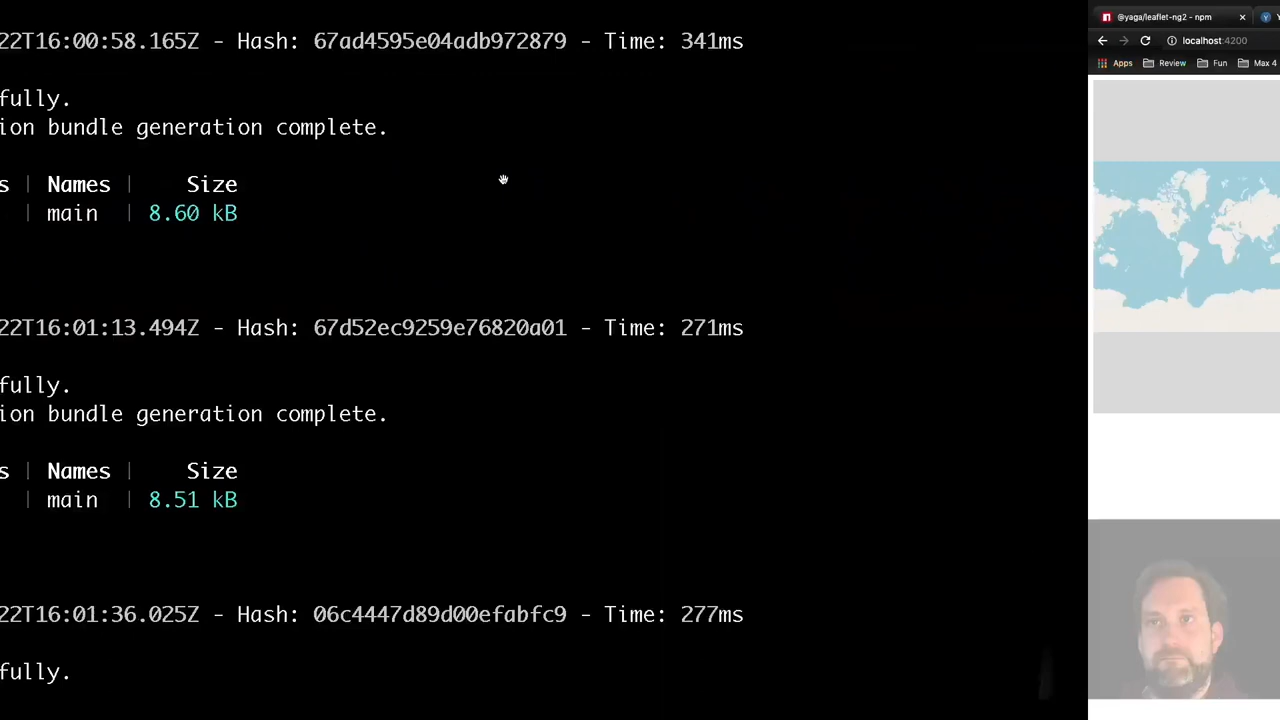 22T16:00:58.165Z - Hash: 67ad4595e04adb972879 - Time: 341ms
fully.
ion bundle generation complete.
s | Names | Size
| main | 8.60 kB
22T16:01:13.494Z - Hash: 67d52ec9259e76820a01 - Time: 271ms
fully.
ion bundle generation complete.
s | Names | Size
| main | 8.51 kB
22T16:01:36.025Z - Hash: 06c4447d89d00efabfc9 - Time: 277ms
fully.
@yaga/leaflet-ng2 - npm
localhost:4200
Apps Review Fun Max 4